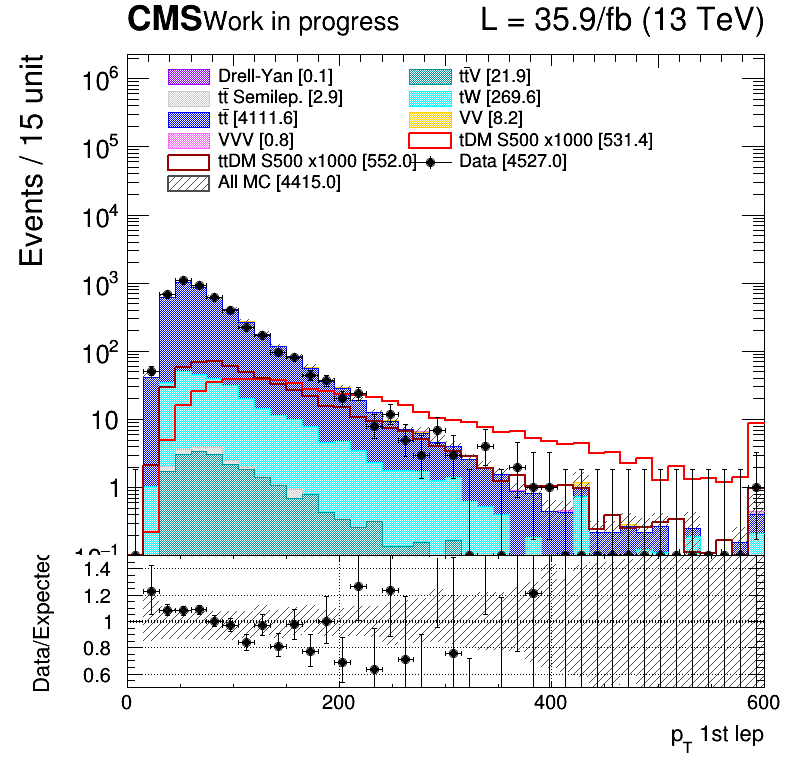 CMS Work in progress L = 35.9/fb (13 TeV)
Events / 15 unit
Drell-Yan [0.1] tt̄V [21.9]
tt̄ Semilep. [2.9] tW [269.6]
tt̄ [4111.6] VV [8.2]
VVV [0.8] tDM S500 x1000 [531.4]
ttDM S500 x1000 [552.0] Data [4527.0]
All MC [4415.0]
10⁶
10⁵
10⁴
10³
10²
10
1
10⁻¹
Data/Expected
1.4
1.2
1
0.8
0.6
0 200 400 600
p_T 1st lep